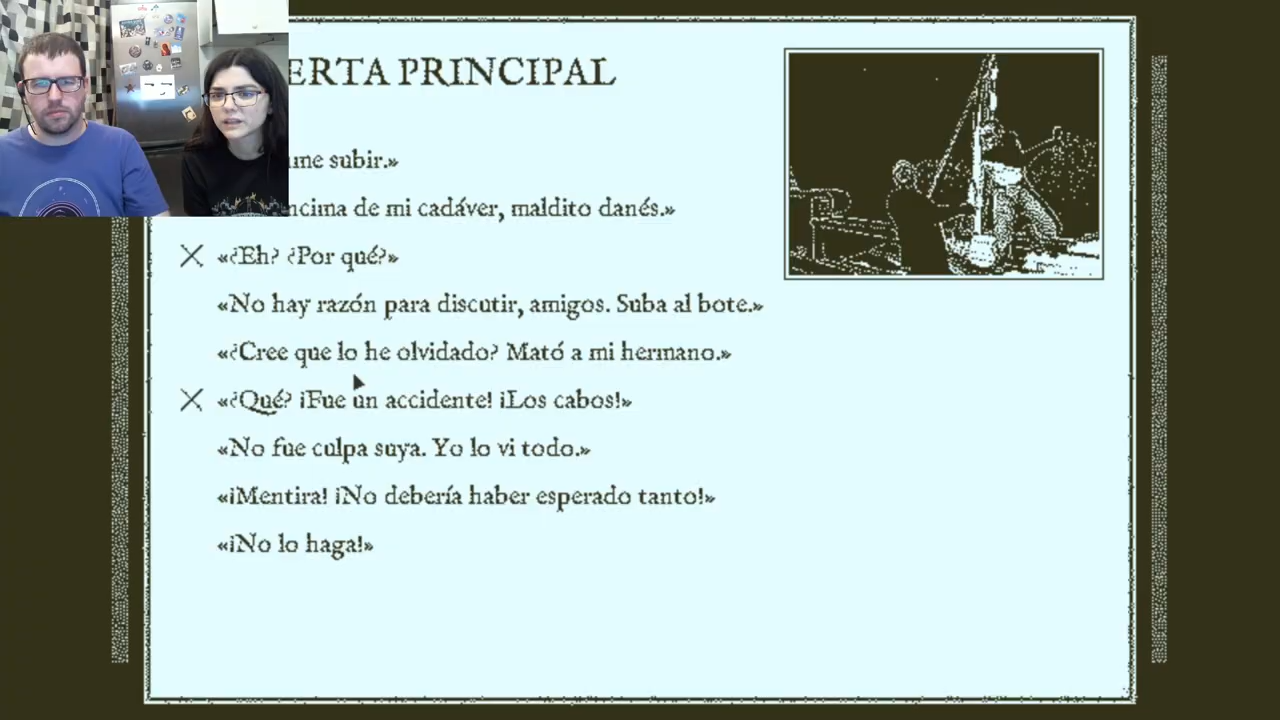 ERTA PRINCIPAL
me subir.»
ncima de mi cadáver, maldito danés.»
«¿Eh? ¿Por qué?»
«No hay razón para discutir, amigos. Suba al bote.»
«¿Cree que lo he olvidado? Mató a mi hermano.»
«¿Qué? ¡Fue un accidente! ¡Los cabos!»
«No fue culpa suya. Yo lo vi todo.»
«¡Mentira! ¡No debería haber esperado tanto!»
«¡No lo haga!»